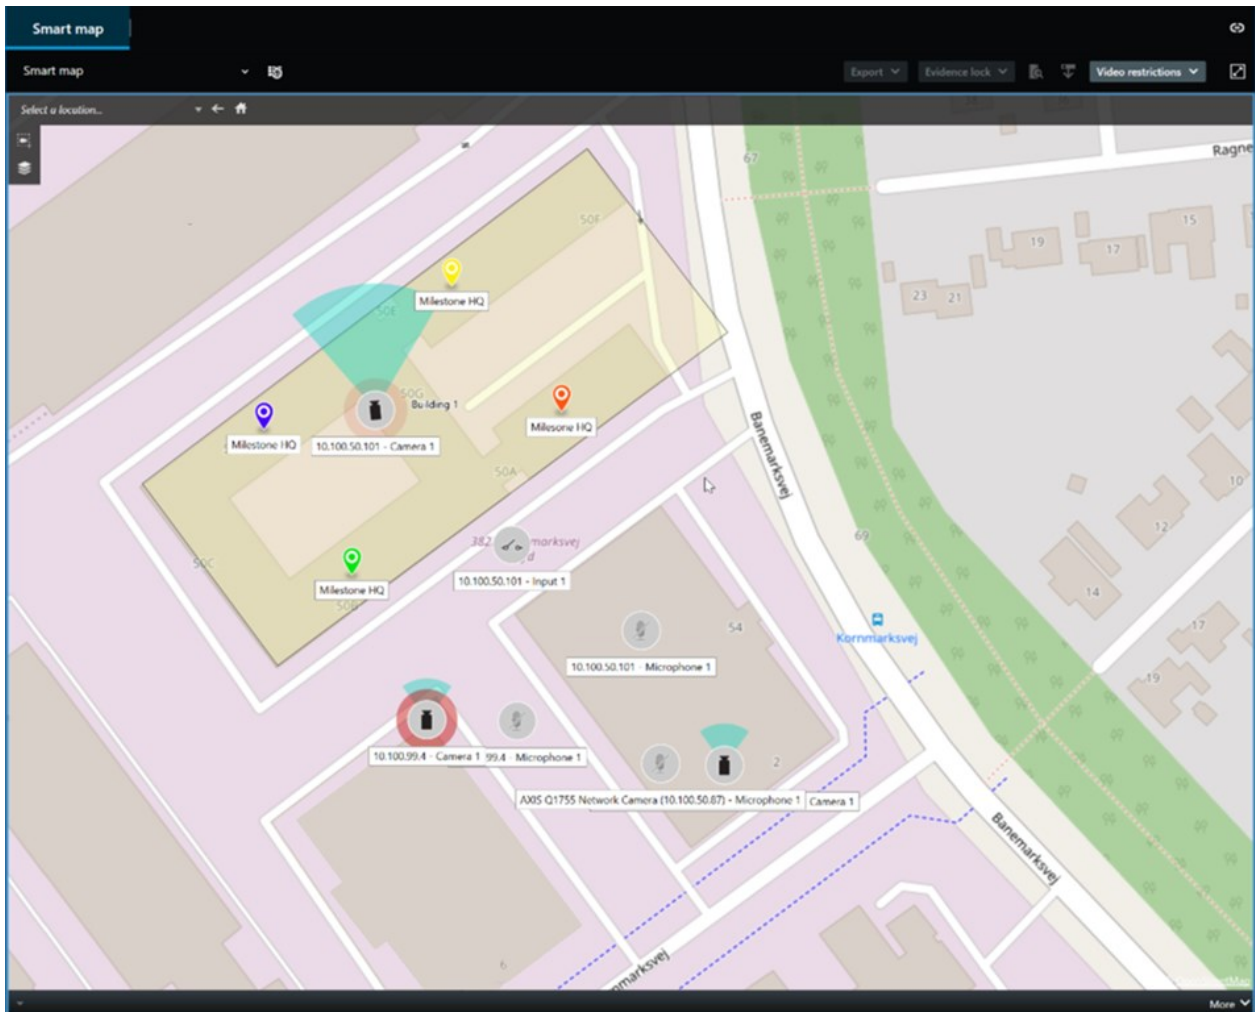 Smart map
Smart map
Export
Evidence lock
Video restrictions
Select a location...
67
Ragne
50F
15
19
17
Milestone HQ
23
21
50E
50G
Building 1
Milesone HQ
Milestone HQ
10.100.50.101 - Camera 1
Banemarksvej
50A
10
12
382
marksvej
69
50C
10.100.50.101 - Input 1
Milestone HQ
14
54
17
Kornmarksvej
10.100.50.101 - Microphone 1
19
10.100.99.4 - Camera 1
99.4 - Microphone 1
2
AXIS Q1755 Network Camera (10.100.50.87) - Microphone 1
Camera 1
Banemarksvej
6
nmarksvej
More